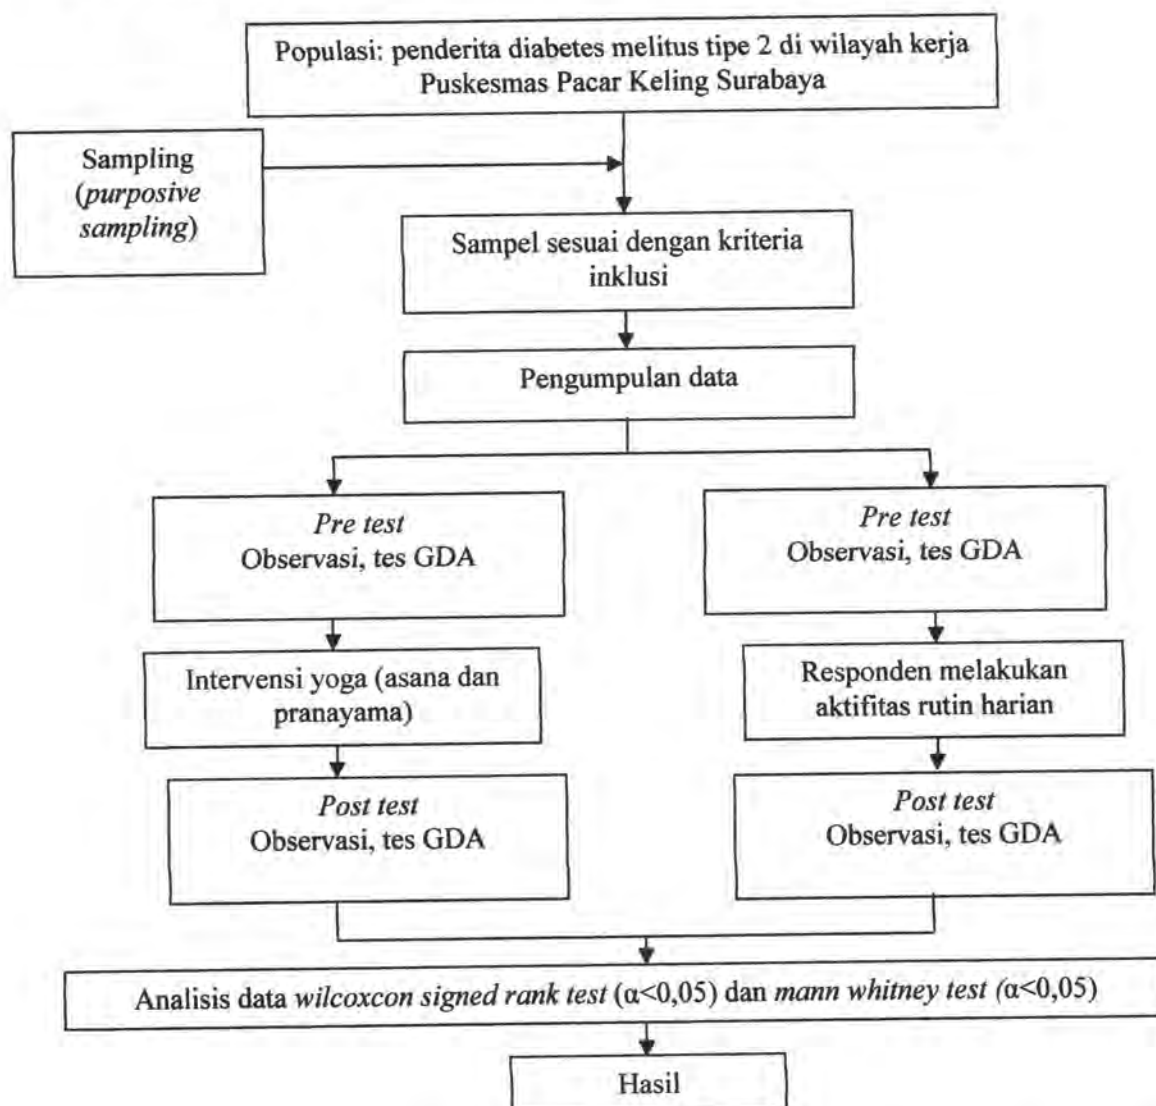 Populasi: penderita diabetes melitus tipe 2 di wilayah kerja
Puskesmas Pacar Keling Surabaya
Sampling
(purposive
sampling)
Sampel sesuai dengan kriteria
inklusi
Pengumpulan data
Pre test
Observasi, tes GDA
Pre test
Observasi, tes GDA
Intervensi yoga (asana dan
pranayama)
Responden melakukan
aktifitas rutin harian
Post test
Observasi, tes GDA
Post test
Observasi, tes GDA
Analisis data wilcoxcon signed rank test (α<0,05) dan mann whitney test (α<0,05)
Hasil